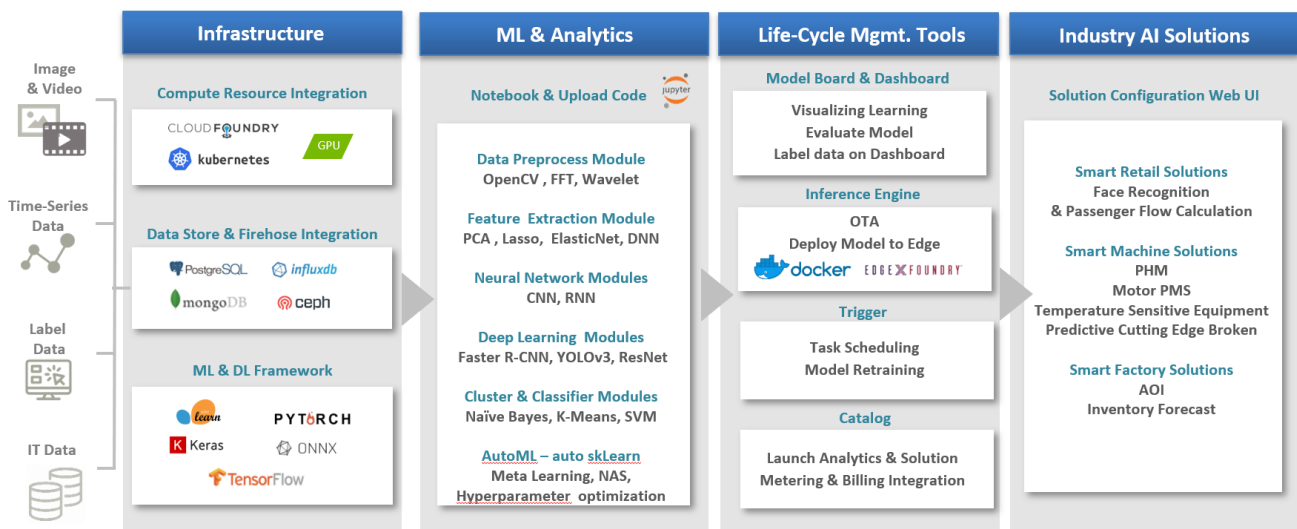 Image
& Video
Time-Series
Data
Label
Data
IT Data
Infrastructure
Compute Resource Integration
CLOUD FOUNDRY
GPU
kubernetes
Data Store & Firehose Integration
PostgreSQL
influxdb
mongoDB
ceph
ML & DL Framework
learn
PYTORCH
K Keras
ONNX
TensorFlow
ML & Analytics
Notebook & Upload Code
jupyter
Data Preprocess Module
OpenCV , FFT, Wavelet
Feature Extraction Module
PCA , Lasso, ElasticNet, DNN
Neural Network Modules
CNN, RNN
Deep Learning Modules
Faster R-CNN, YOLOv3, ResNet
Cluster & Classifier Modules
Naïve Bayes, K-Means, SVM
AutoML – auto skLearn
Meta Learning, NAS,
Hyperparameter optimization
Life-Cycle Mgmt. Tools
Model Board & Dashboard
Visualizing Learning
Evaluate Model
Label data on Dashboard
Inference Engine
OTA
Deploy Model to Edge
docker
EDGE X FOUNDRY
Trigger
Task Scheduling
Model Retraining
Catalog
Launch Analytics & Solution
Metering & Billing Integration
Industry AI Solutions
Solution Configuration Web UI
Smart Retail Solutions
Face Recognition
& Passenger Flow Calculation
Smart Machine Solutions
PHM
Motor PMS
Temperature Sensitive Equipment
Predictive Cutting Edge Broken
Smart Factory Solutions
AOI
Inventory Forecast